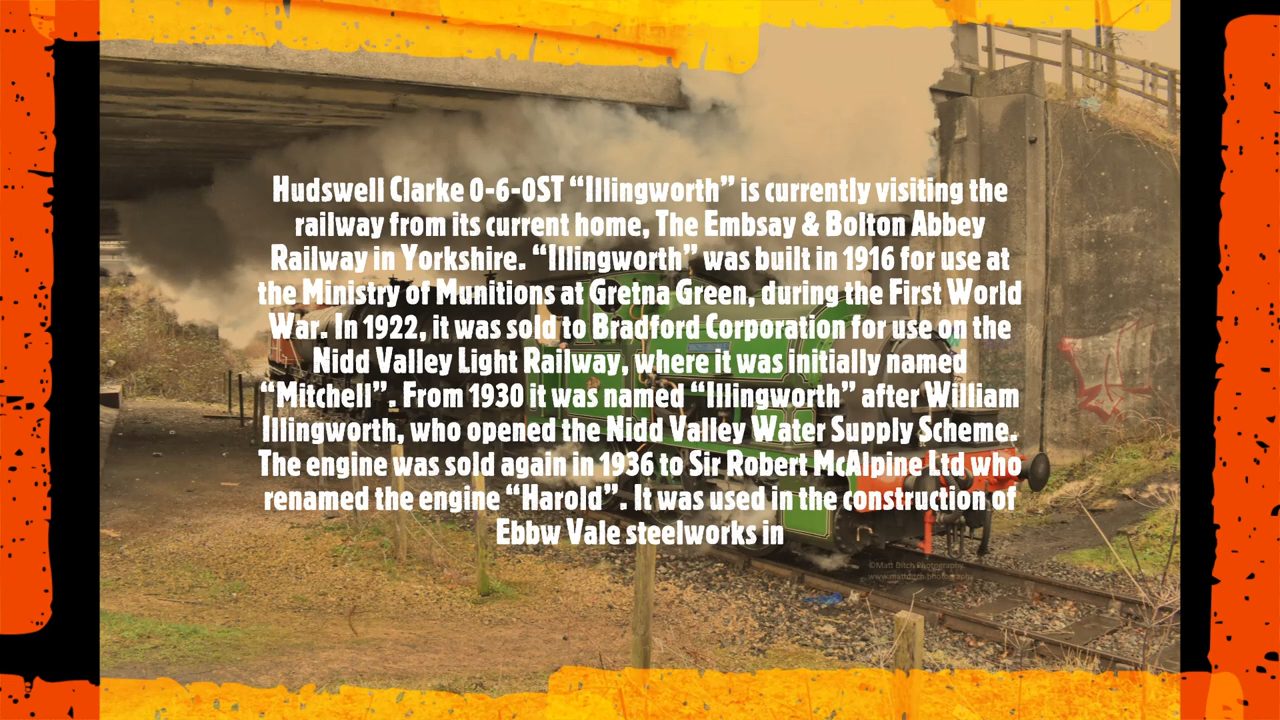 Hudswell Clarke 0-6-0ST “Illingworth” is currently visiting the
railway from its current home, The Embsay & Bolton Abbey
Railway in Yorkshire. “Illingworth” was built in 1916 for use at
the Ministry of Munitions at Gretna Green, during the First World
War. In 1922, it was sold to Bradford Corporation for use on the
Nidd Valley Light Railway, where it was initially named
“Mitchell”. From 1930 it was named “Illingworth” after William
Illingworth, who opened the Nidd Valley Water Supply Scheme.
The engine was sold again in 1936 to Sir Robert McAlpine Ltd who
renamed the engine “Harold”. It was used in the construction of
Ebbw Vale steelworks in
©Matt Ditch Photography
www.mattditch.photography